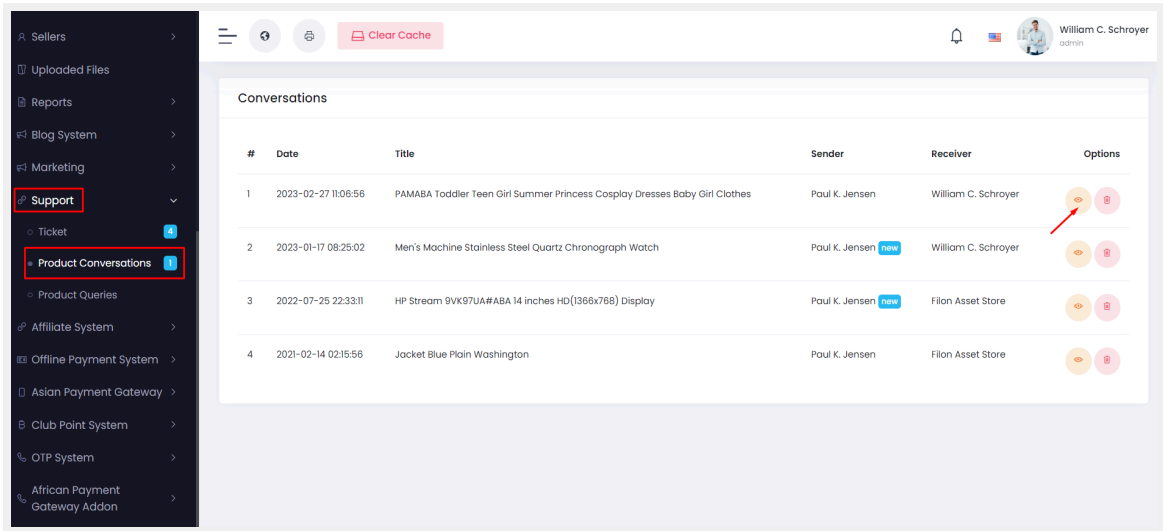 Sellers
Uploaded Files
Reports
Blog System
Marketing
Support
Ticket 4
Product Conversations 1
Product Queries
Affiliate System
Offline Payment System
Asian Payment Gateway
Club Point System
OTP System
African Payment
Gateway Addon
Clear Cache
William C. Schroyer
admin
Conversations
# Date Title Sender Receiver Options
1 2023-02-27 11:06:56 PAMABA Toddler Teen Girl Summer Princess Cosplay Dresses Baby Girl Clothes Paul K. Jensen William C. Schroyer
2 2023-01-17 08:25:02 Men's Machine Stainless Steel Quartz Chronograph Watch Paul K. Jensen new William C. Schroyer
3 2022-07-25 22:33:11 HP Stream 9VK97UA#ABA 14 inches HD(1366x768) Display Paul K. Jensen new Filon Asset Store
4 2021-02-14 02:15:56 Jacket Blue Plain Washington Paul K. Jensen Filon Asset Store